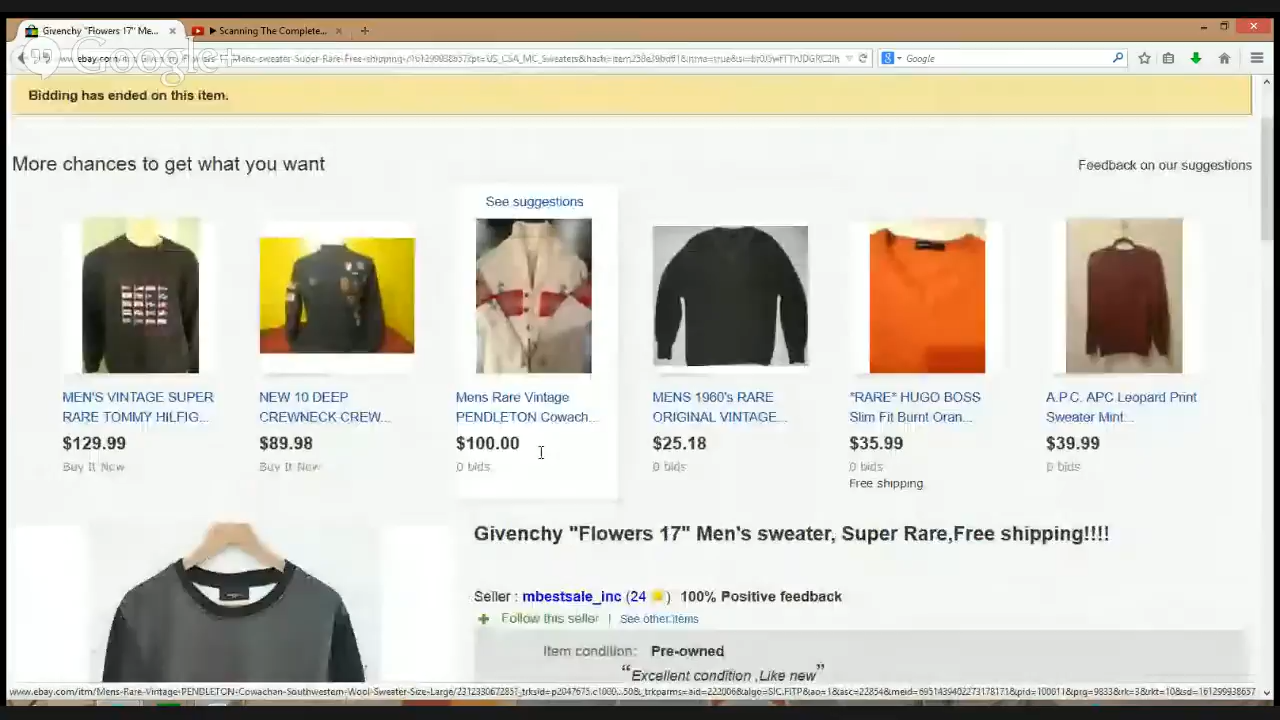 Givenchy "Flowers 17" Me...
Scanning The Complete...
Google+
Google
Bidding has ended on this item.
More chances to get what you want
Feedback on our suggestions
See suggestions
MEN'S VINTAGE SUPER
RARE TOMMY HILFIG...
$129.99
Buy It Now
NEW 10 DEEP
CREWNECK CREW...
$89.98
Buy It Now
Mens Rare Vintage
PENDLETON Cowach...
$100.00
0 bids
MENS 1960's RARE
ORIGINAL VINTAGE...
$25.18
0 bids
*RARE* HUGO BOSS
Slim Fit Burnt Oran...
$35.99
0 bids
Free shipping
A.P.C. APC Leopard Print
Sweater Mint...
$39.99
0 bids
Givenchy "Flowers 17" Men's sweater, Super Rare,Free shipping!!!!
Seller : mbestsale_inc (24 ) 100% Positive feedback
Follow this seller | See other items
Item condition: Pre-owned
“Excellent condition ,Like new”